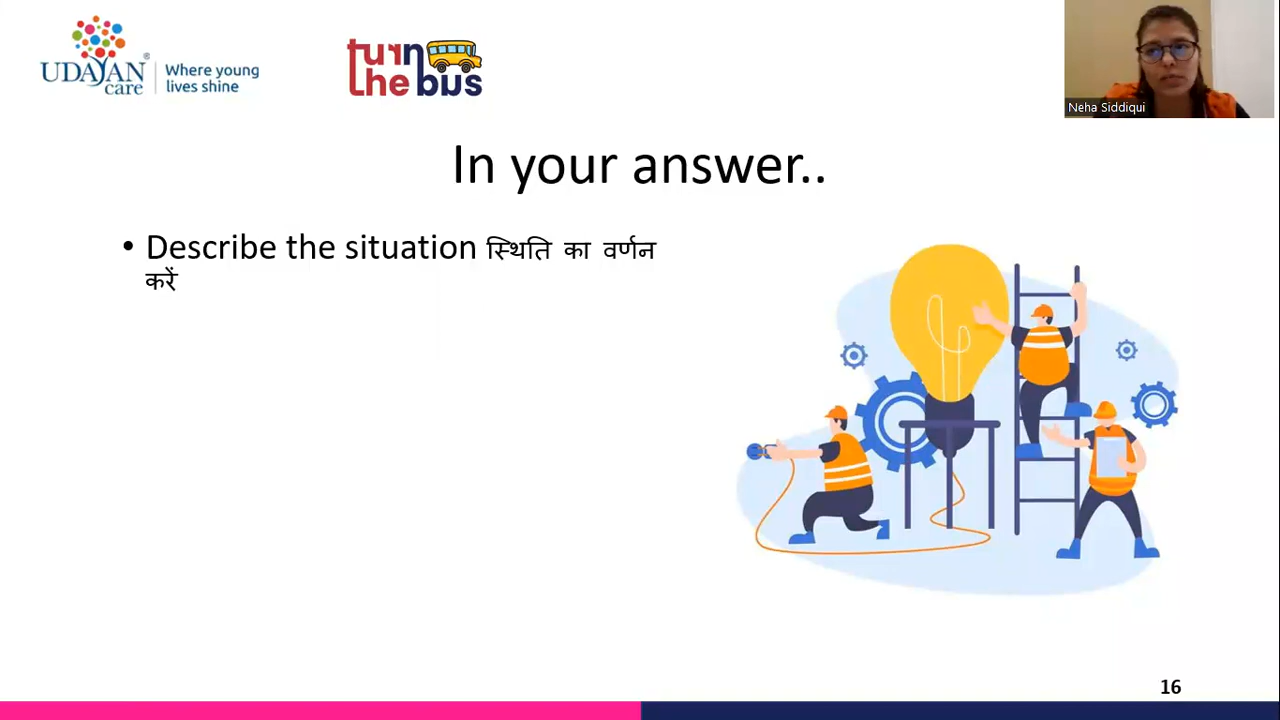 UDAYAN care ® Where young lives shine
turn the bus
Neha Siddiqui
In your answer..
• Describe the situation स्थिति का वर्णन
करें
16